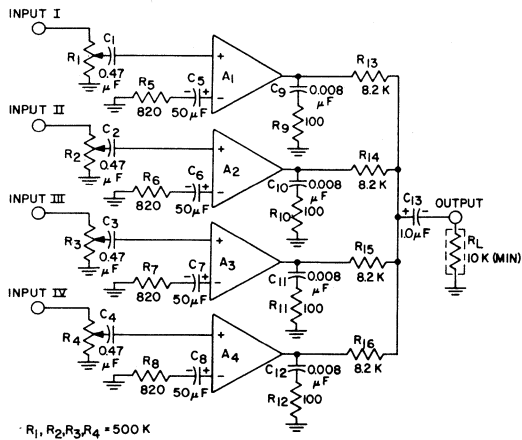 INPUT I
C1
R1
0.47
μF
R5
820
C5
50μF
- +
+
-
A1
C9
0.008
μF
R9
100
R13
8.2 K
INPUT II
C2
R2
0.47
μF
R6
820
C6
50μF
- +
+
-
A2
C10
0.008
μF
R10
100
R14
8.2 K
C13
+ -
1.0μF
OUTPUT
RL
10 K (MIN)
INPUT III
C3
R3
0.47
μF
R7
820
C7
50μF
- +
+
-
A3
C11
0.008
μF
R11
100
R15
8.2 K
INPUT IV
C4
R4
0.47
μF
R8
820
C8
50μF
- +
+
-
A4
C12
0.008
μF
R12
100
R16
8.2 K
R1, R2,R3,R4 = 500 K